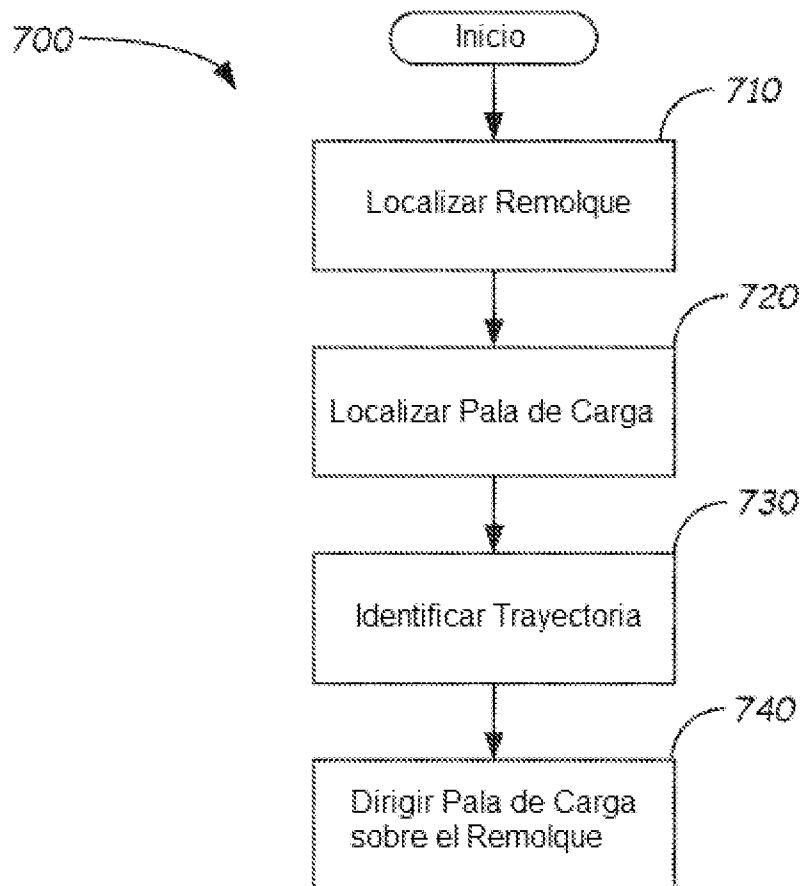 700
Inicio
710
Localizar Remolque
720
Localizar Pala de Carga
730
Identificar Trayectoria
740
Dirigir Pala de Carga
sobre el Remolque